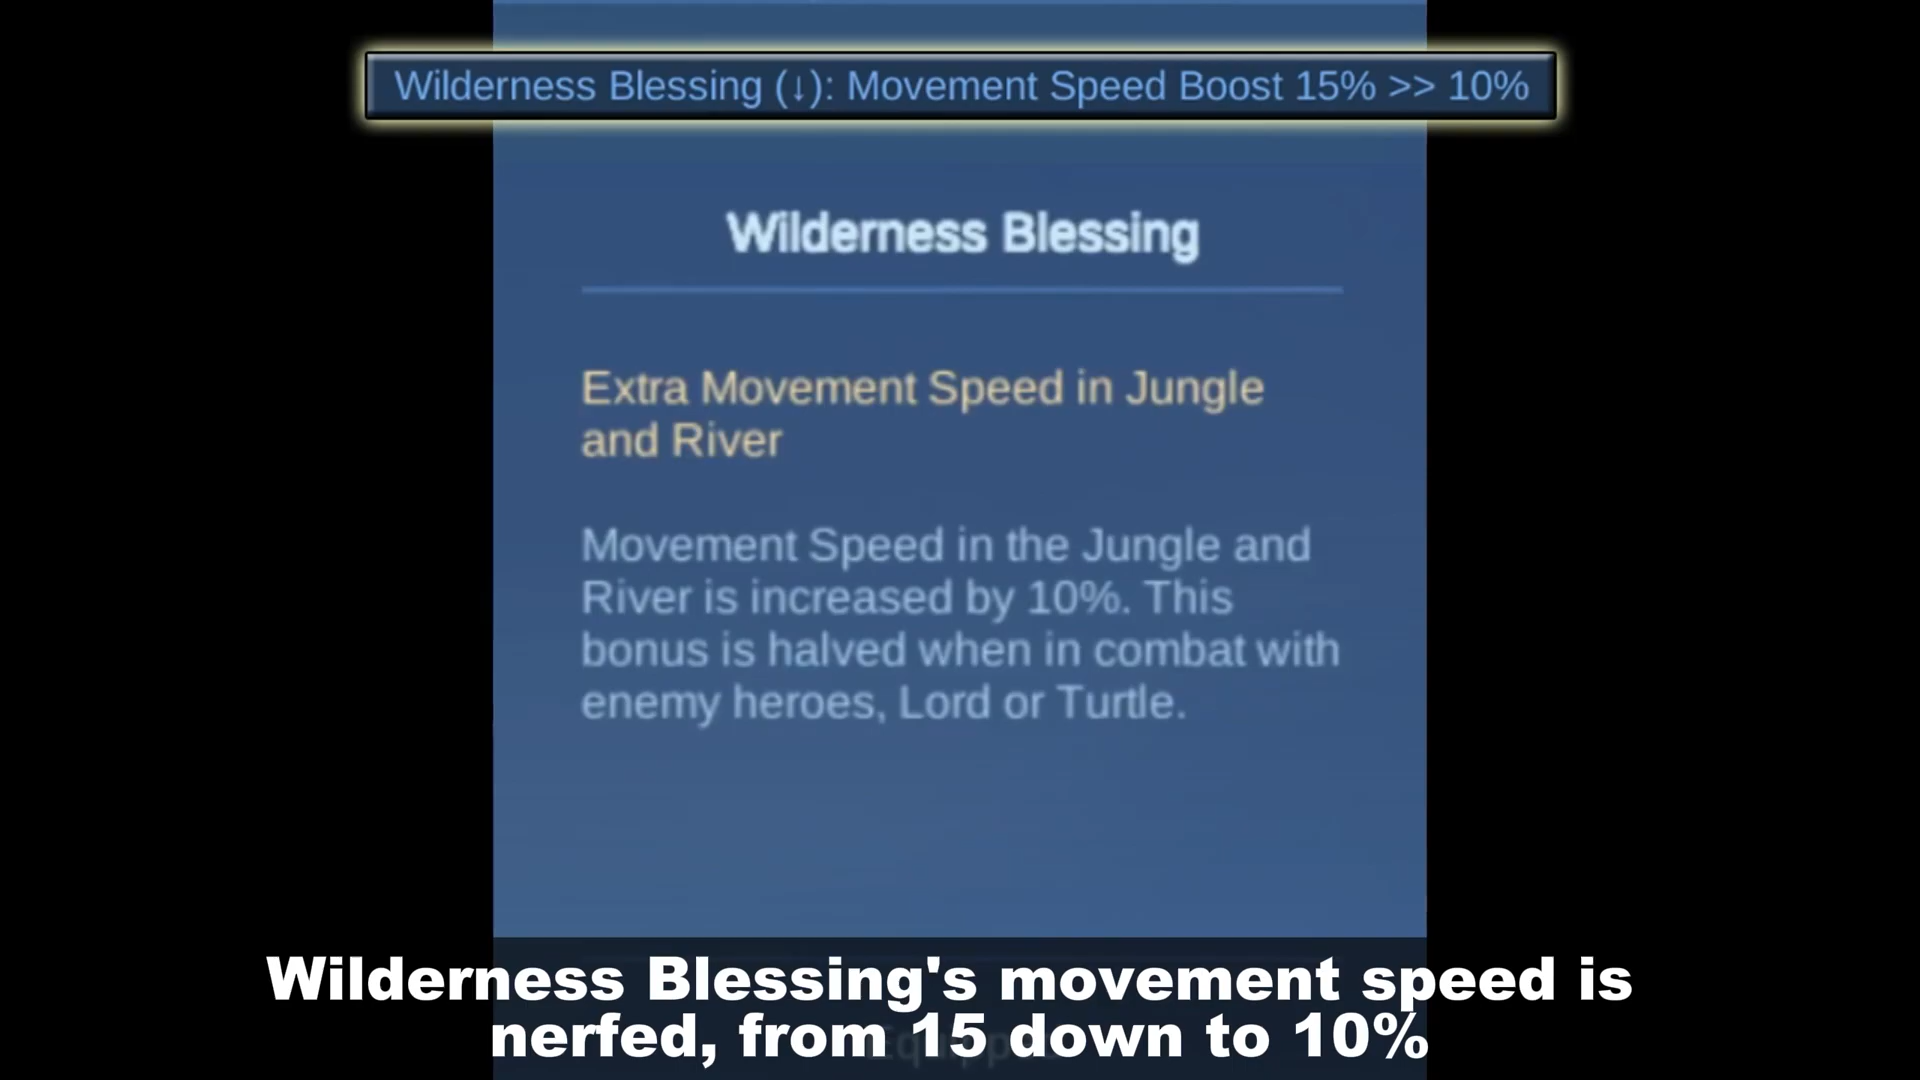 Wilderness Blessing (↓): Movement Speed Boost 15% >> 10%
Wilderness Blessing
Extra Movement Speed in Jungle
and River
Movement Speed in the Jungle and
River is increased by 10%. This
bonus is halved when in combat with
enemy heroes, Lord or Turtle.
Wilderness Blessing's movement speed is
nerfed, from 15 down to 10%